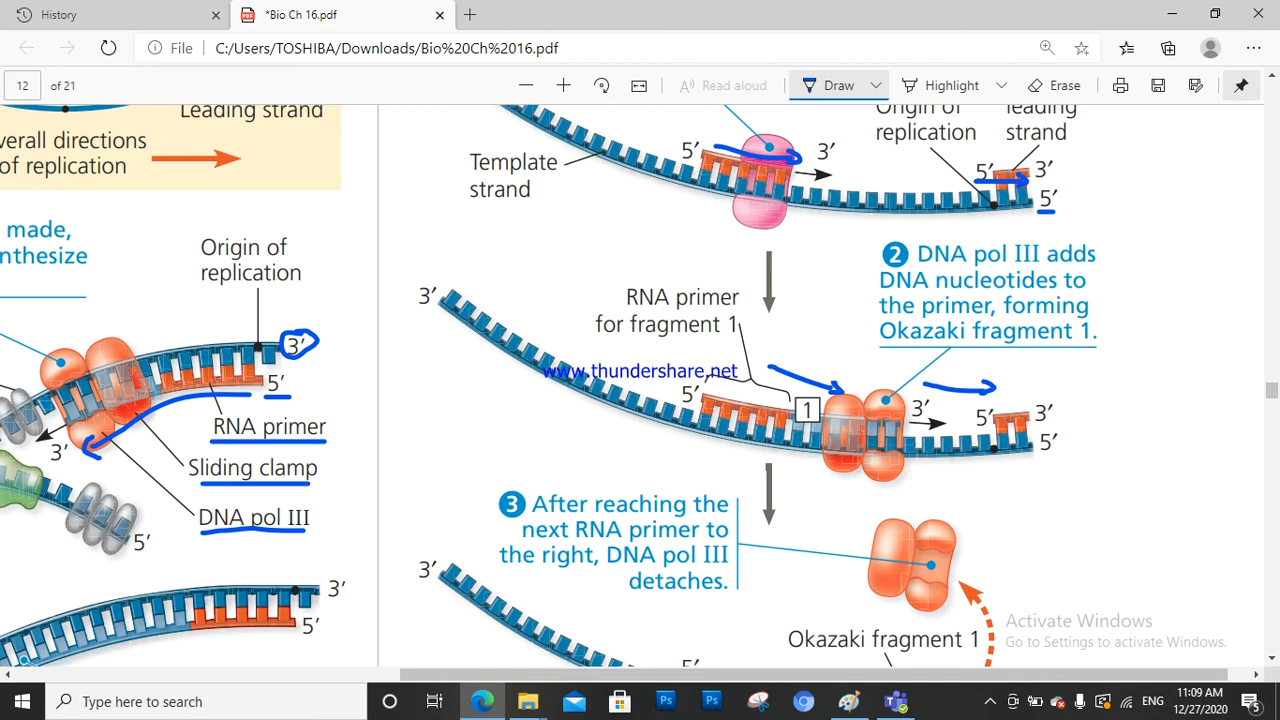 History
*Bio Ch 16.pdf
File
C:/Users/TOSHIBA/Downloads/Bio%20Ch%2016.pdf
12
of 21
Read aloud
Draw
Highlight
Erase
Leading strand
verall directions
of replication
made,
nthesize
Origin of
replication
3′
5′
RNA primer
3′
Sliding clamp
DNA pol III
5′
3′
5′
Template
strand
5′
3′
Origin of
replication
leading
strand
5′
3′
5′
2 DNA pol III adds
DNA nucleotides to
the primer, forming
Okazaki fragment 1.
3′
RNA primer
for fragment 1
www.thundershare.net
5′
1
3′
5′
3′
5′
3 After reaching the
next RNA primer to
the right, DNA pol III
detaches.
3′
Okazaki fragment 1
5′
Activate Windows
Go to Settings to activate Windows.
Type here to search
Ps
Ps
ENG
11:09 AM
12/27/2020
5